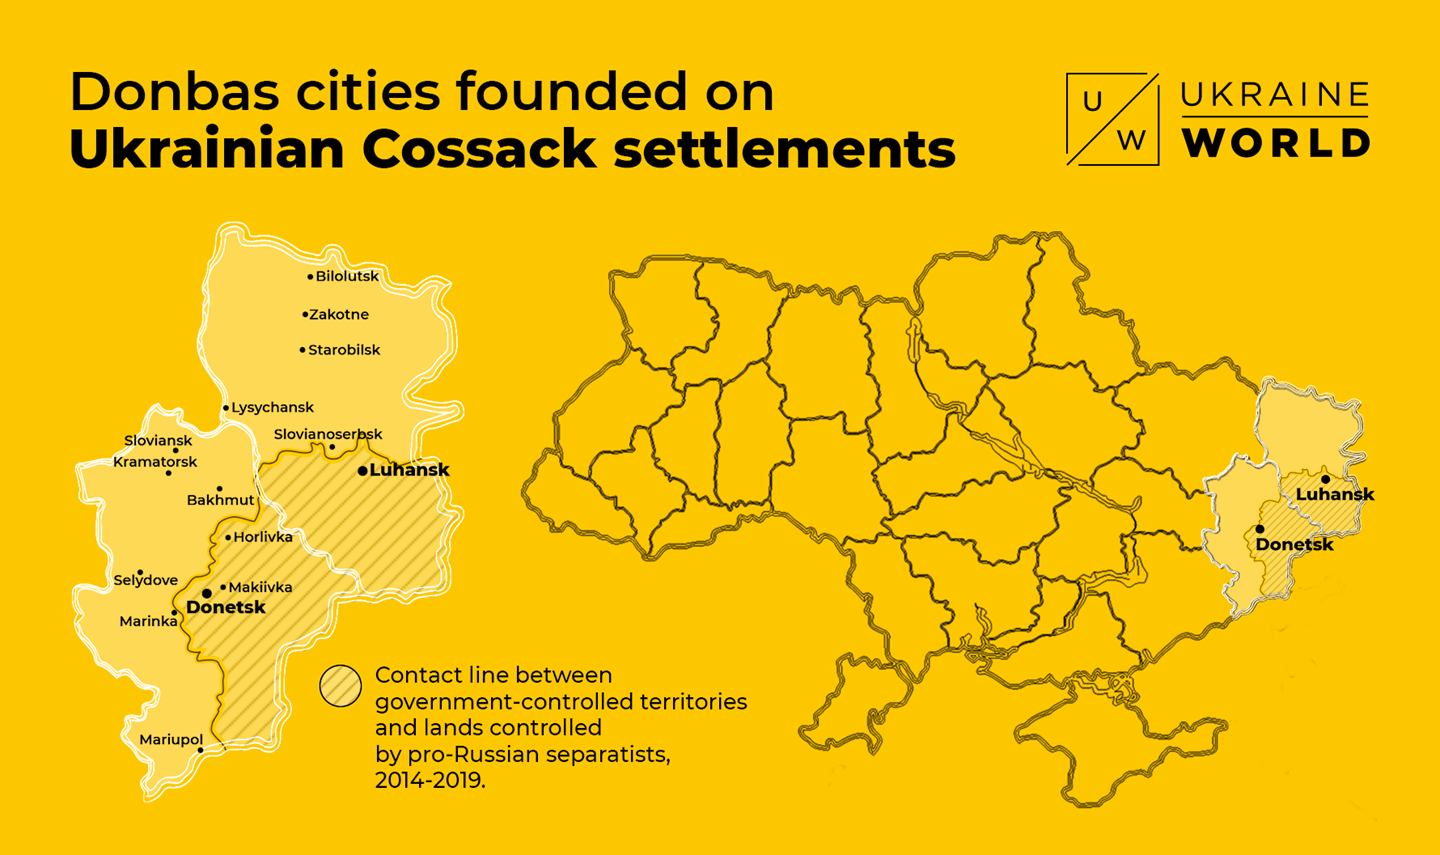 Donbas cities founded on
Ukrainian Cossack settlements
U
W
UKRAINE
WORLD
Bilolutsk
Zakotne
Starobilsk
Lysychansk
Slovianoserbsk
Sloviansk
Kramatorsk
Luhansk
Bakhmut
Horlivka
Selydove
Makiivka
Donetsk
Marinka
Mariupol
Luhansk
Donetsk
Contact line between
government-controlled territories
and lands controlled
by pro-Russian separatists,
2014-2019.